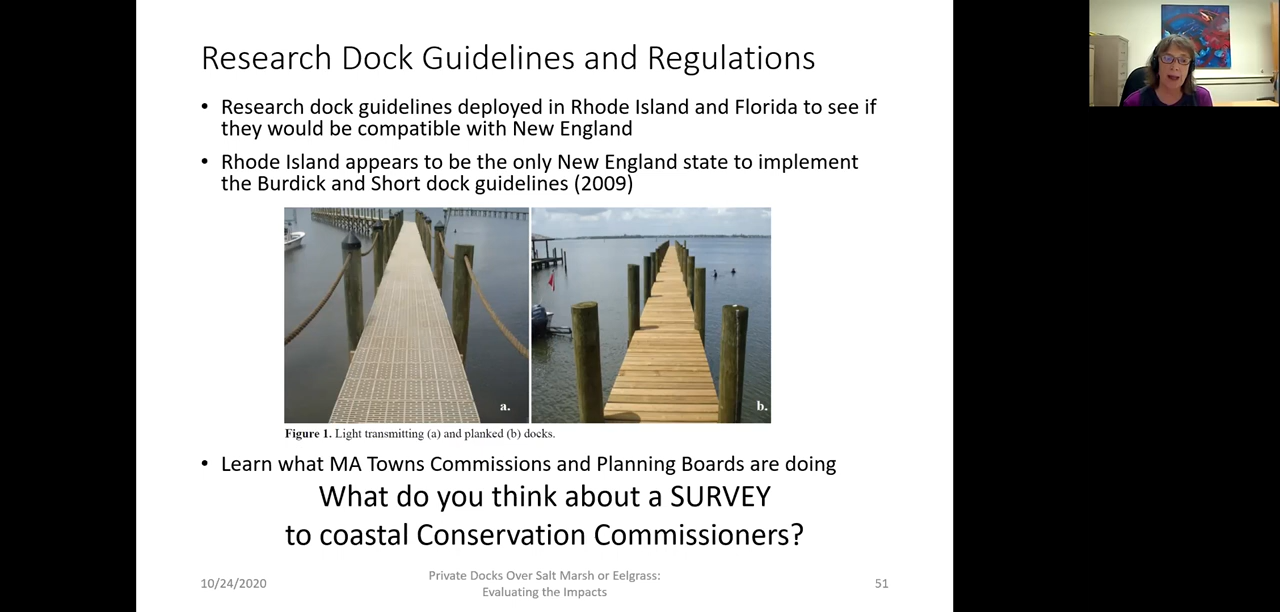 Research Dock Guidelines and Regulations
• Research dock guidelines deployed in Rhode Island and Florida to see if
they would be compatible with New England
• Rhode Island appears to be the only New England state to implement
the Burdick and Short dock guidelines (2009)
a.
b.
Figure 1. Light transmitting (a) and planked (b) docks.
• Learn what MA Towns Commissions and Planning Boards are doing
What do you think about a SURVEY
to coastal Conservation Commissioners?
10/24/2020
Private Docks Over Salt Marsh or Eelgrass:
Evaluating the Impacts
51